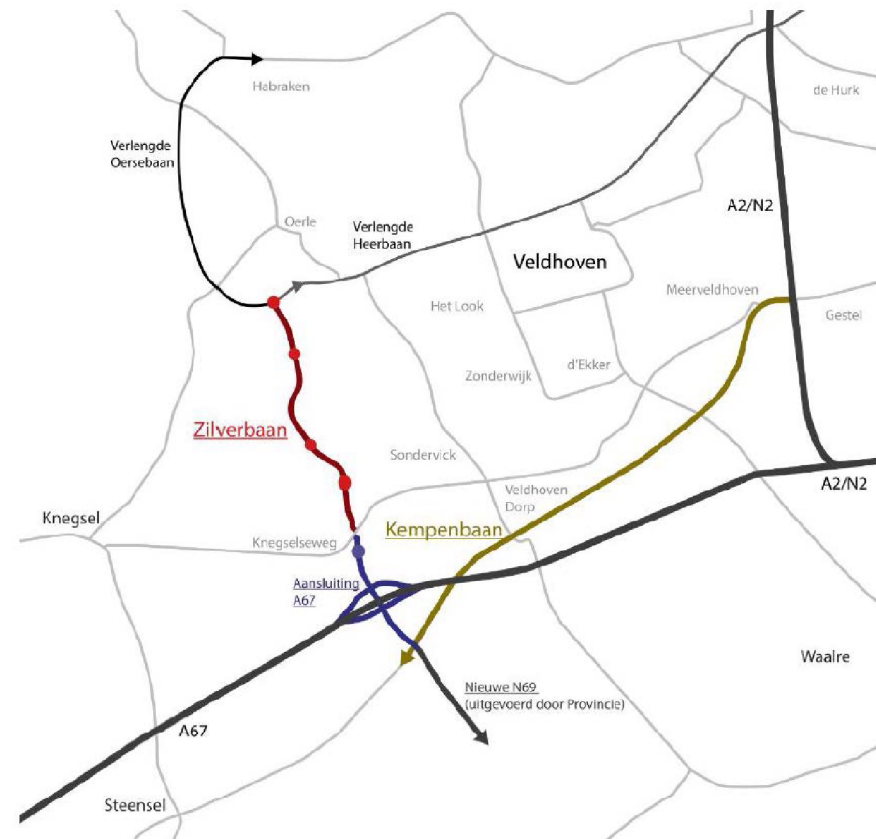 Habraken
de Hurk
Verlengde
Oersebaan
Oerle
Verlengde
Heerbaan
A2/N2
Veldhoven
Meerveldhoven
Gestel
Het Look
d'Ekker
Zonderwijk
Zilverbaan
Sondervick
A2/N2
Veldhoven
Dorp
Knegsel
Kempenbaan
Knegselseweg
Aansluiting
A67
Waalre
Nieuwe N69
(uitgevoerd door Provincie)
A67
Steensel